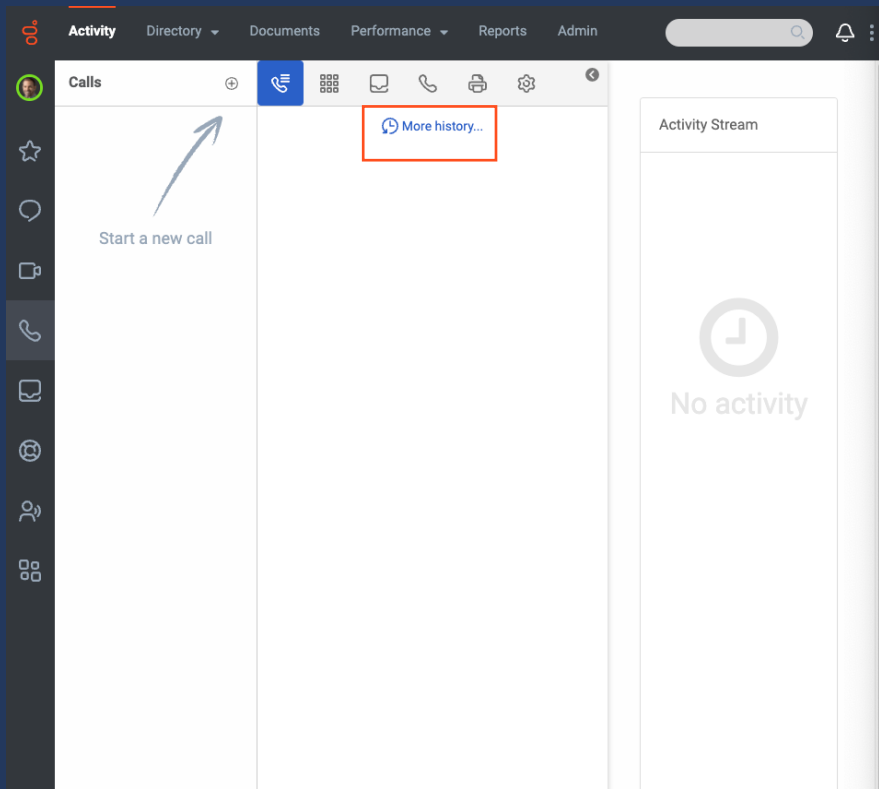 Activity
Directory
Documents
Performance
Reports
Admin
Calls
More history...
Start a new call
Activity Stream
No activity